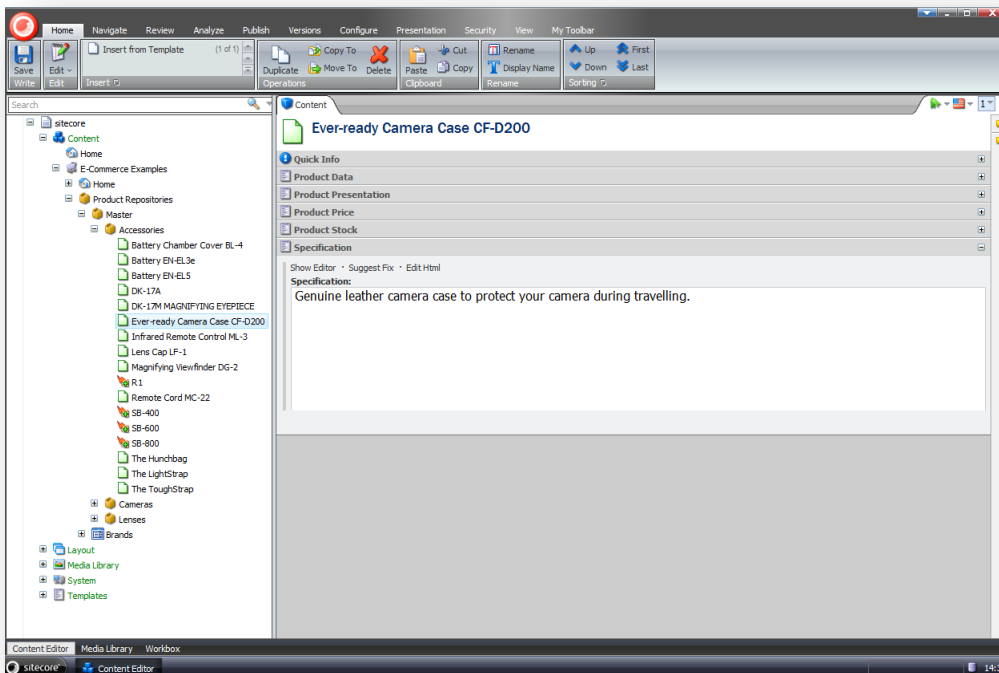 Home Navigate Review Analyze Publish Versions Configure Presentation Security View My Toolbar
Save
Write
Edit
Edit
Insert from Template (1 of 1)
Insert
Duplicate
Copy To
Move To
Delete
Operations
Paste
Cut
Copy
Clipboard
Rename
Display Name
Rename
Up
Down
First
Last
Sorting
Search
sitecore
Content
Home
E-Commerce Examples
Home
Product Repositories
Master
Accessories
Battery Chamber Cover BL-4
Battery EN-EL3e
Battery EN-EL5
DK-17A
DK-17M MAGNIFYING EYEPIECE
Ever-ready Camera Case CF-D200
Infrared Remote Control ML-3
Lens Cap LF-1
Magnifying Viewfinder DG-2
R1
Remote Cord MC-22
SB-400
SB-600
SB-800
The Hunchbag
The LightStrap
The ToughStrap
Cameras
Lenses
Brands
Layout
Media Library
System
Templates
Content
1
Ever-ready Camera Case CF-D200
Quick Info
Product Data
Product Presentation
Product Price
Product Stock
Specification
Show Editor · Suggest Fix · Edit Html
Specification:
Genuine leather camera case to protect your camera during travelling.
Content Editor Media Library Workbox
sitecore Content Editor